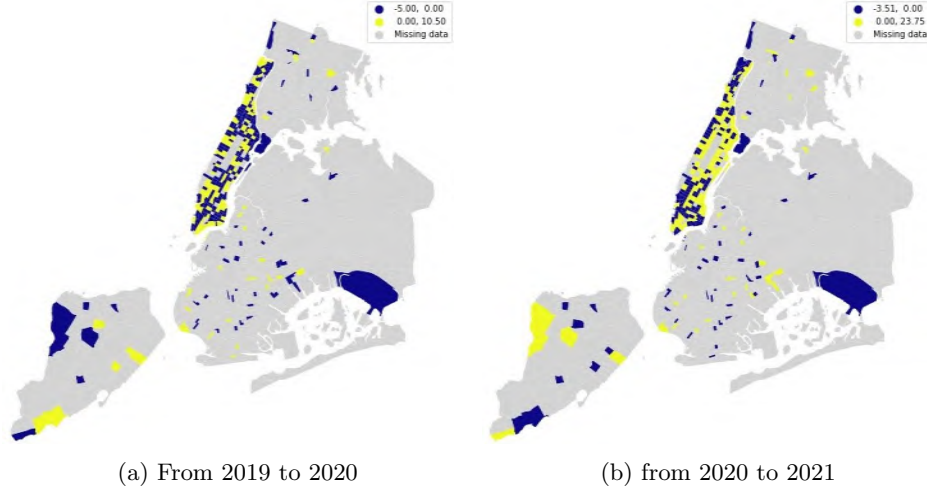 -5.00, 0.00
0.00, 10.50
Missing data
-3.51, 0.00
0.00, 23.75
Missing data
(a) From 2019 to 2020
(b) from 2020 to 2021